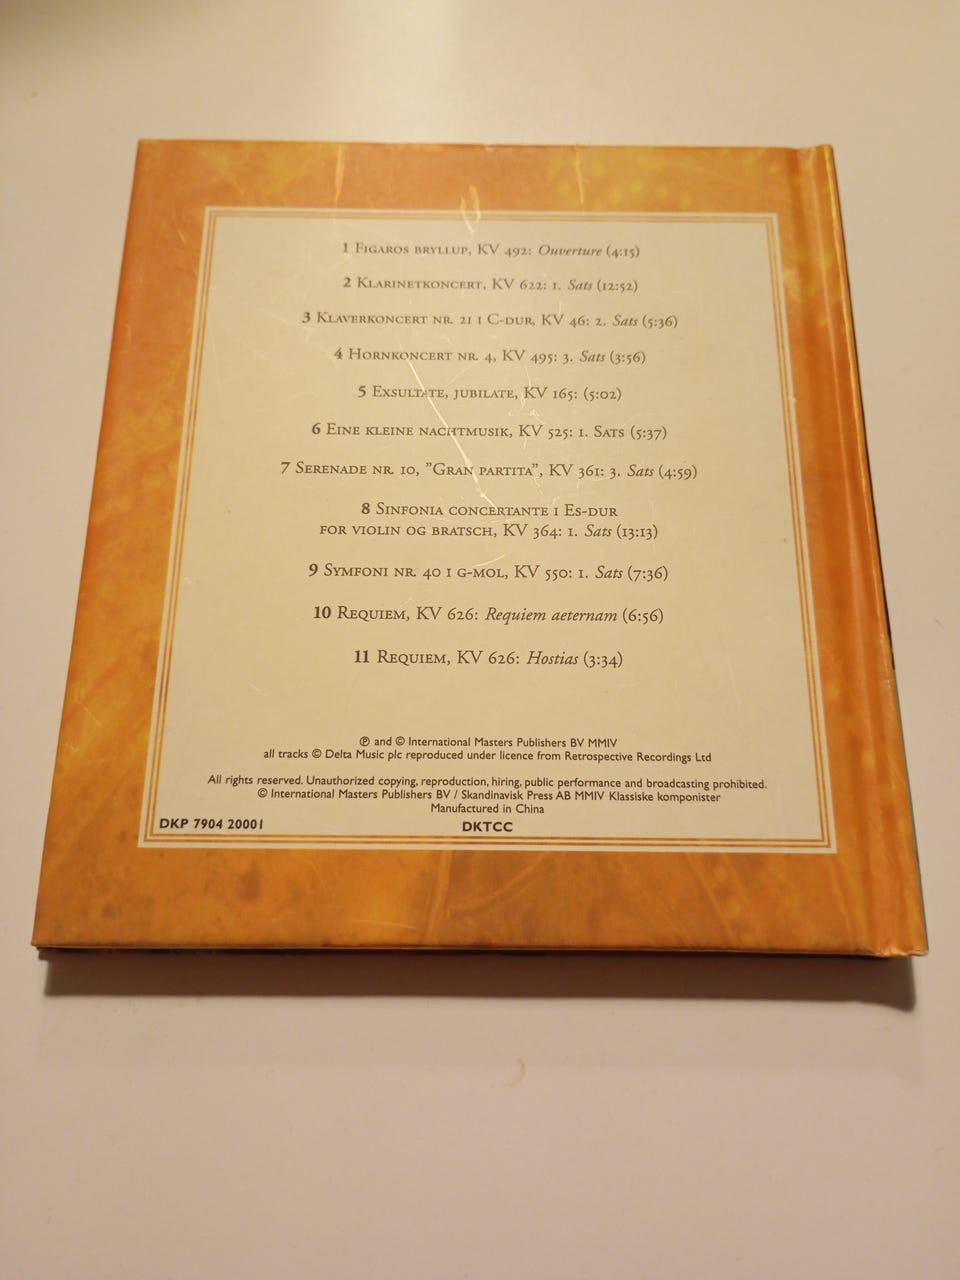 1 Figaros bryllup, KV 492: Ouverture (4:15)
2 Klarinetkoncert, KV 622: 1. Sats (12:52)
3 Klaverkoncert nr. 21 i C-dur, KV 46: 2. Sats (5:36)
4 Hornkoncert nr. 4, KV 495: 3. Sats (3:56)
5 Exsultate, jubilate, KV 165: (5:02)
6 Eine kleine nachtmusik, KV 525: 1. Sats (5:37)
7 Serenade nr. 10, ”Gran partita”, KV 361: 3. Sats (4:59)
8 Sinfonia concertante i Es-dur
for violin og bratsch, KV 364: 1. Sats (13:13)
9 Symfoni nr. 40 i g-mol, KV 550: 1. Sats (7:36)
10 Requiem, KV 626: Requiem aeternam (6:56)
11 Requiem, KV 626: Hostias (3:34)
℗ and © International Masters Publishers BV MMIV
all tracks © Delta Music plc reproduced under licence from Retrospective Recordings Ltd
All rights reserved. Unauthorized copying, reproduction, hiring, public performance and broadcasting prohibited.
© International Masters Publishers BV / Skandinavisk Press AB MMIV Klassiske komponister
Manufactured in China
DKP 7904 20001
DKTCC